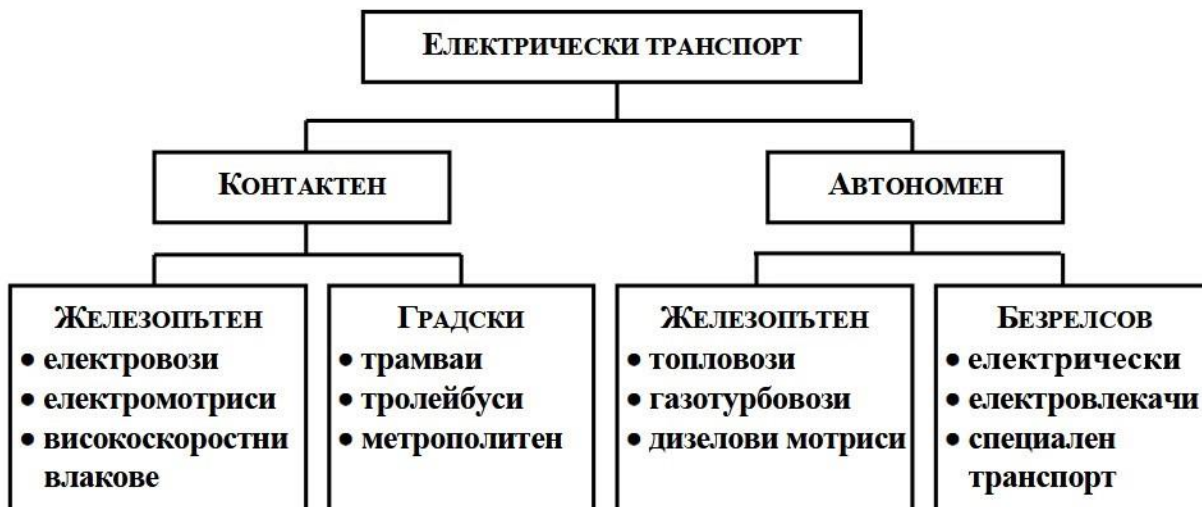 ЕЛЕКТРИЧЕСКИ ТРАНСПОРТ
КОНТАКТЕН
АВТОНОМЕН
ЖЕЛЕЗОПЪТЕН
• електровози
• електромотриси
• високоскоростни
влакове
ГРАДСКИ
• трамваи
• тролейбуси
• метрополитен
ЖЕЛЕЗОПЪТЕН
• топловози
• газотурбовози
• дизелови мотриси
БЕЗРЕЛСОВ
• електрически
• електровлекачи
• специален
транспорт